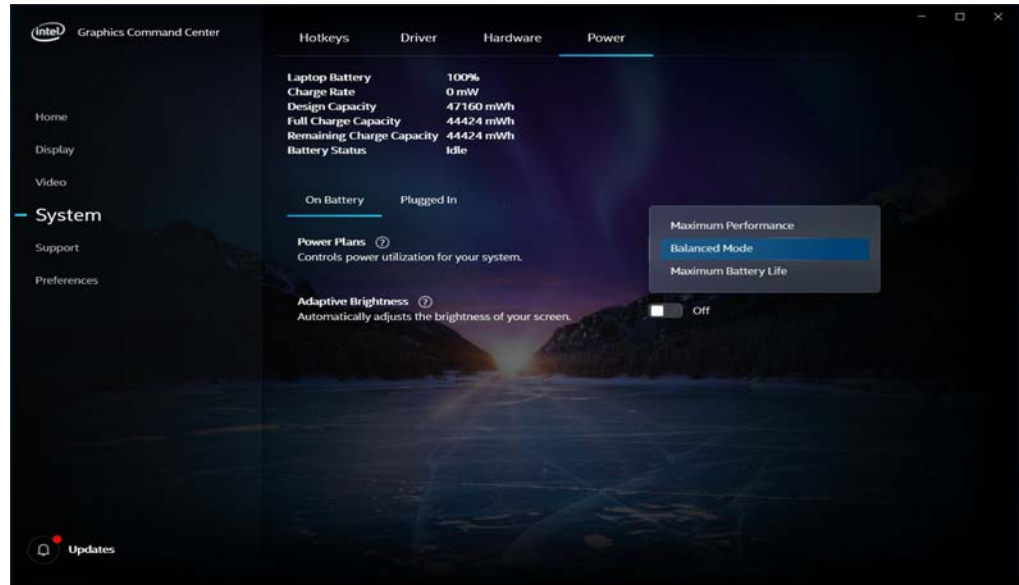 intel Graphics Command Center
Hotkeys Driver Hardware Power
Home
Display
Video
System
Support
Preferences
Laptop Battery 100%
Charge Rate 0 mW
Design Capacity 47160 mWh
Full Charge Capacity 44424 mWh
Remaining Charge Capacity 44424 mWh
Battery Status Idle
On Battery Plugged In
Power Plans ?
Controls power utilization for your system.
Maximum Performance
Balanced Mode
Maximum Battery Life
Adaptive Brightness ?
Automatically adjusts the brightness of your screen.
Off
Updates